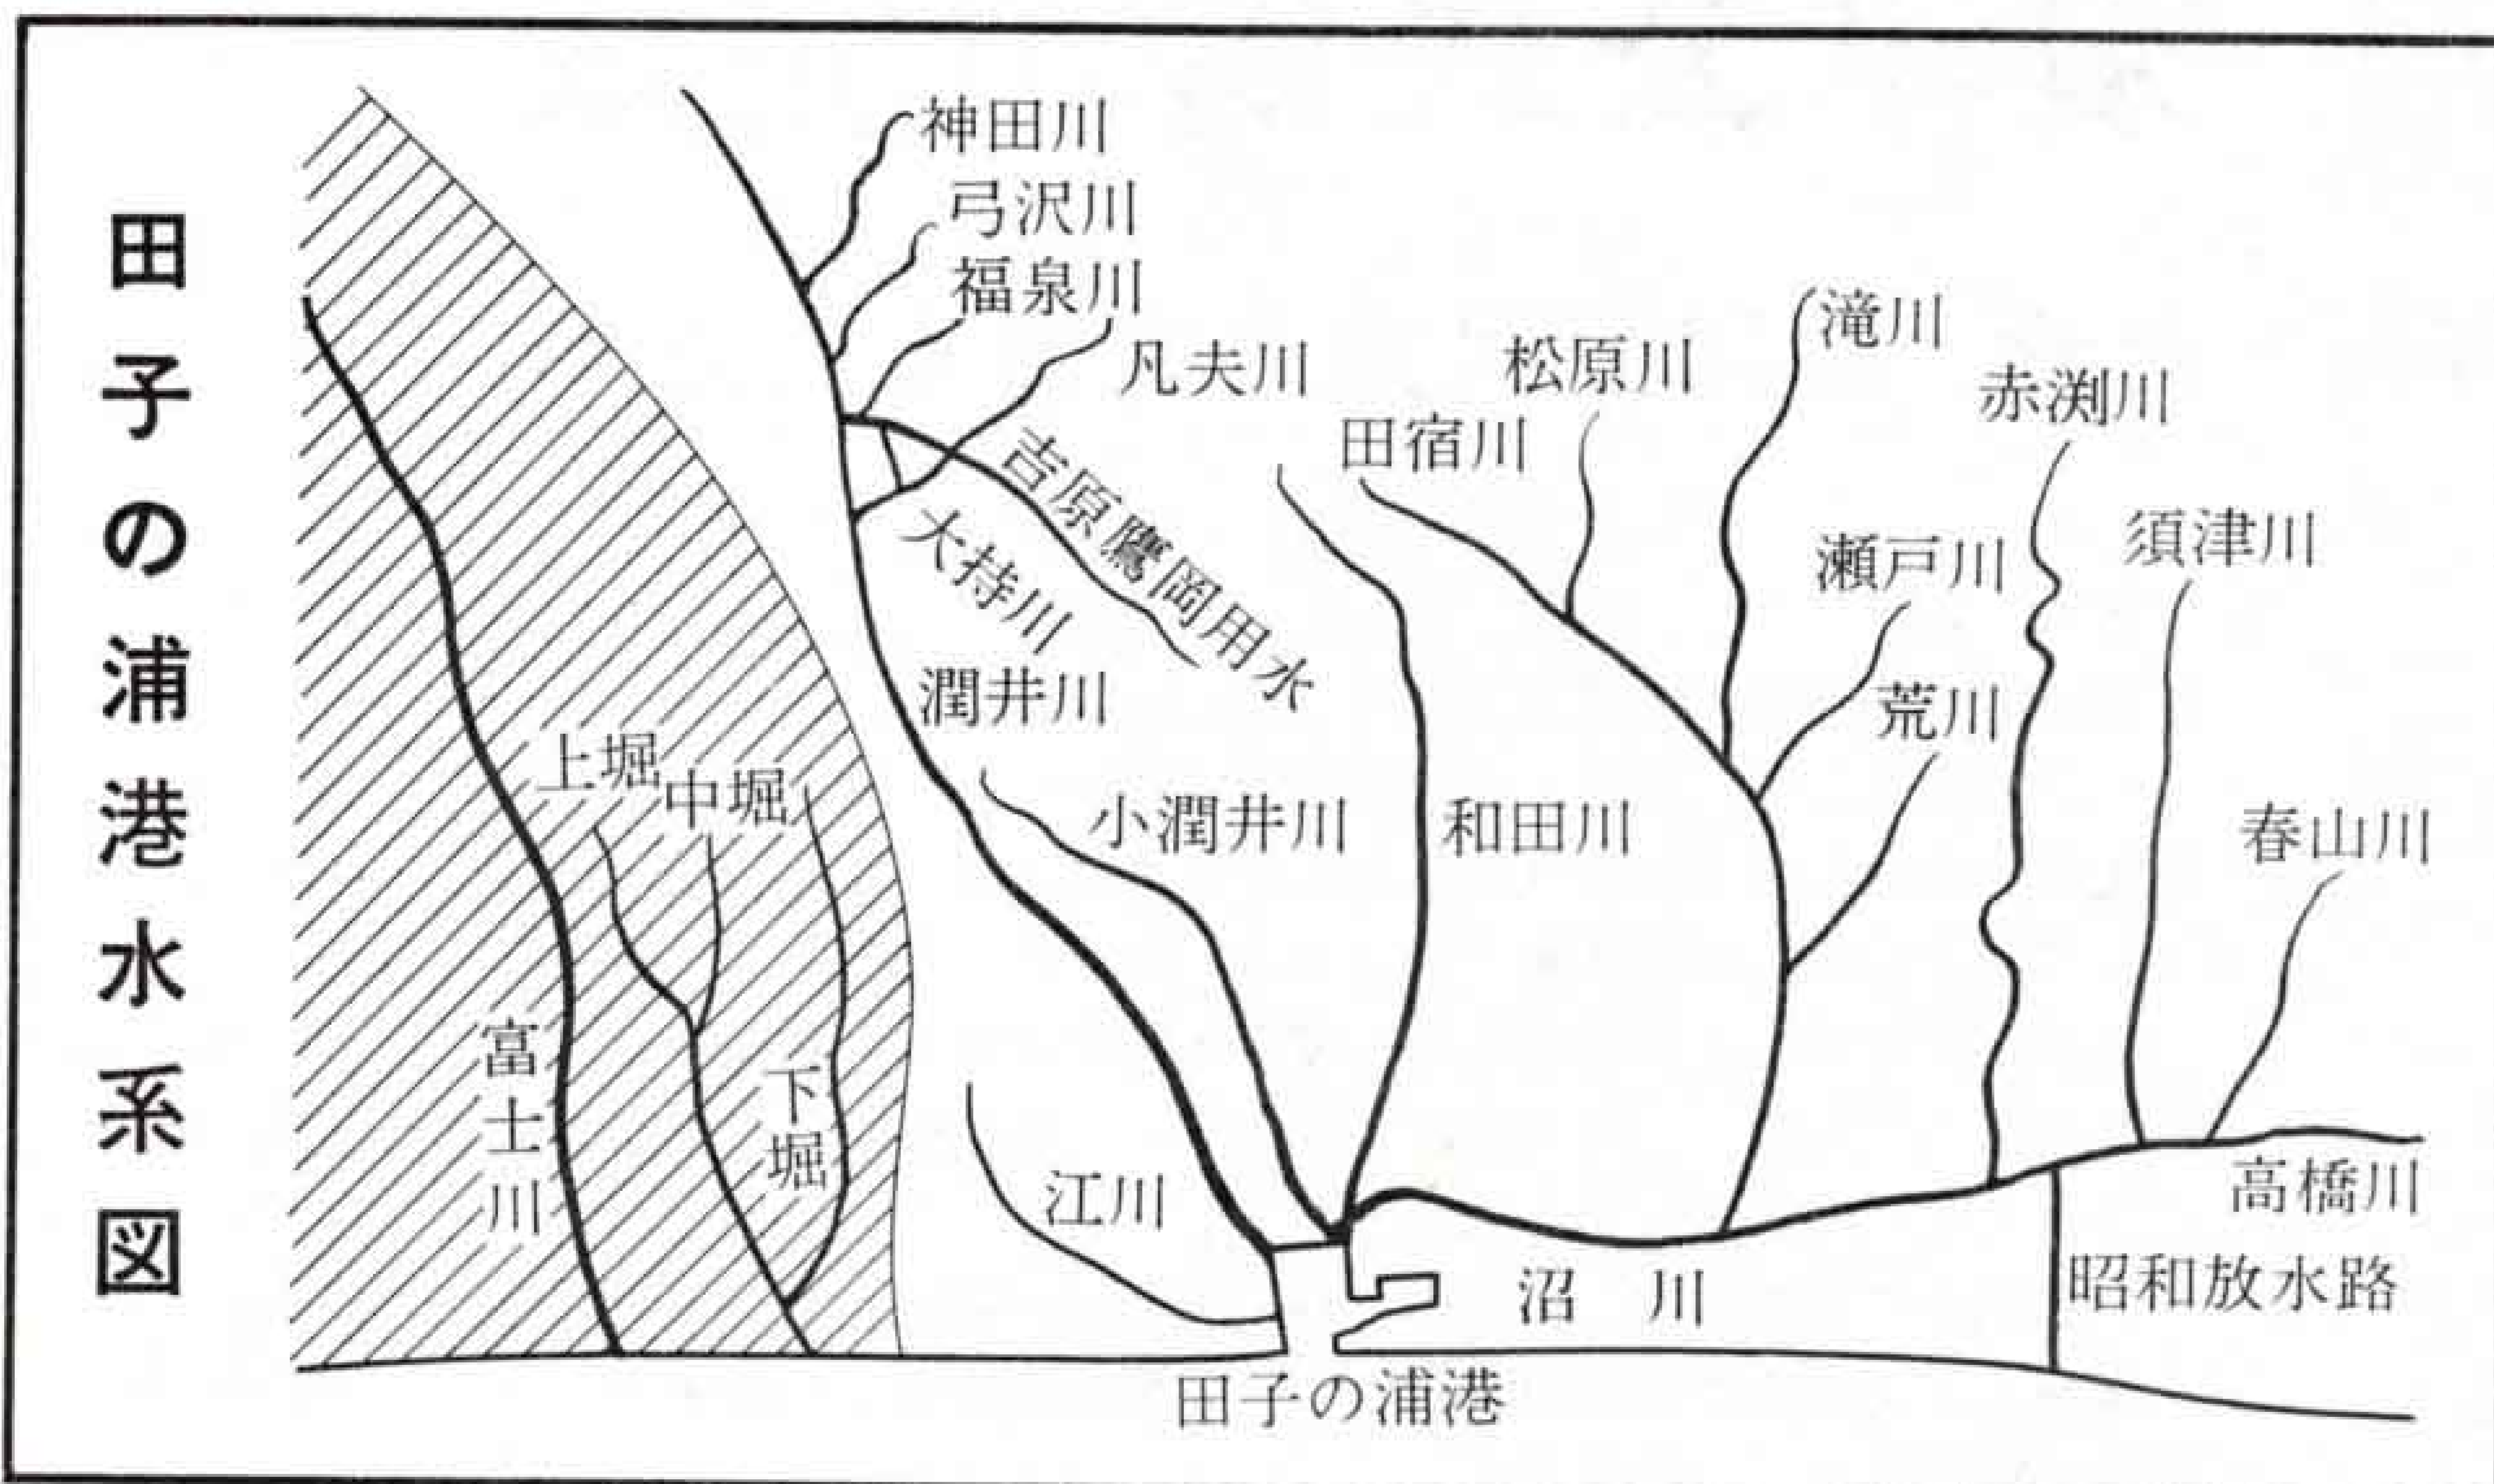 田子の浦港水系図
神田川
弓沢川
福泉川
凡夫川
吉原鷹岡用水
大持川
潤井川
小潤井川
和田川
田宿川
松原川
滝川
瀬戸川
荒川
赤渕川
須津川
春山川
高橋川
昭和放水路
沼川
江川
上堀
中堀
下堀
富士川
田子の浦港